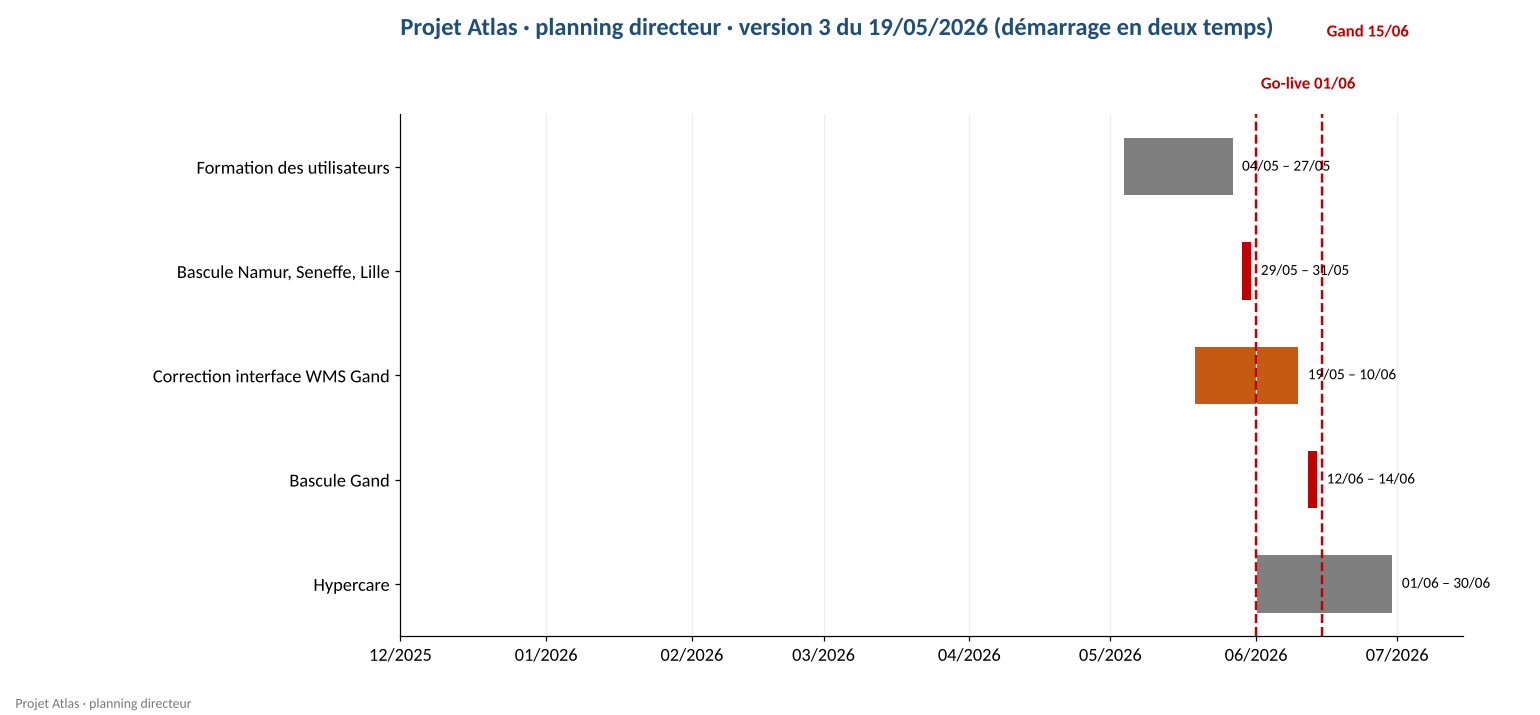 Projet Atlas · planning directeur · version 3 du 19/05/2026 (démarrage en deux temps)
Gand 15/06
Go-live 01/06
Formation des utilisateurs
04/05 – 27/05
Bascule Namur, Seneffe, Lille
29/05 – 31/05
Correction interface WMS Gand
19/05 – 10/06
Bascule Gand
12/06 – 14/06
Hypercare
01/06 – 30/06
12/2025
01/2026
02/2026
03/2026
04/2026
05/2026
06/2026
07/2026
Projet Atlas · planning directeur